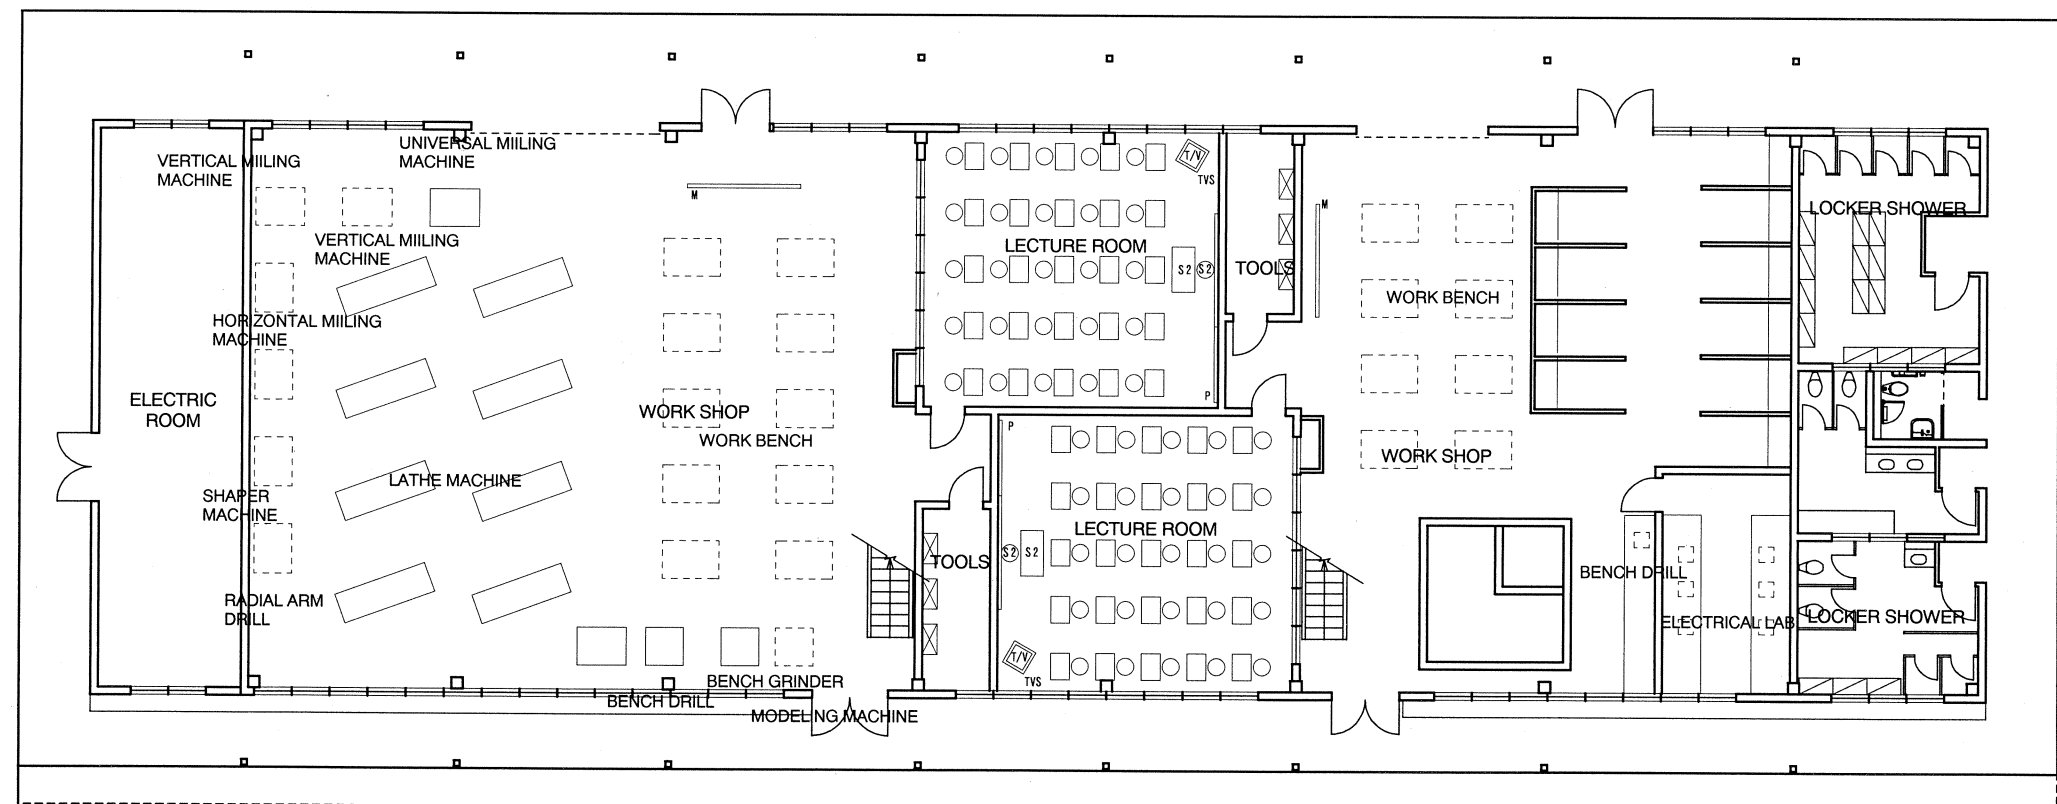 UNIVERSAL MIILING
MACHINE
VERTICAL MIILING
MACHINE
T/V
TVS
M
M
LOCKER SHOWER
VERTICAL MIILING
MACHINE
LECTURE ROOM
S2
S2
TOOLS
WORK BENCH
HORIZONTAL MIILING
MACHINE
ELECTRIC
ROOM
P
WORK SHOP
WORK BENCH
P
WORK SHOP
LATHE MACHINE
SHAPER
MACHINE
LECTURE ROOM
S2
S2
TOOLS
BENCH DRILL
RADIAL ARM
DRILL
ELECTRICAL LAB
LOCKER SHOWER
T/V
TVS
BENCH GRINDER
BENCH DRILL
MODELING MACHINE